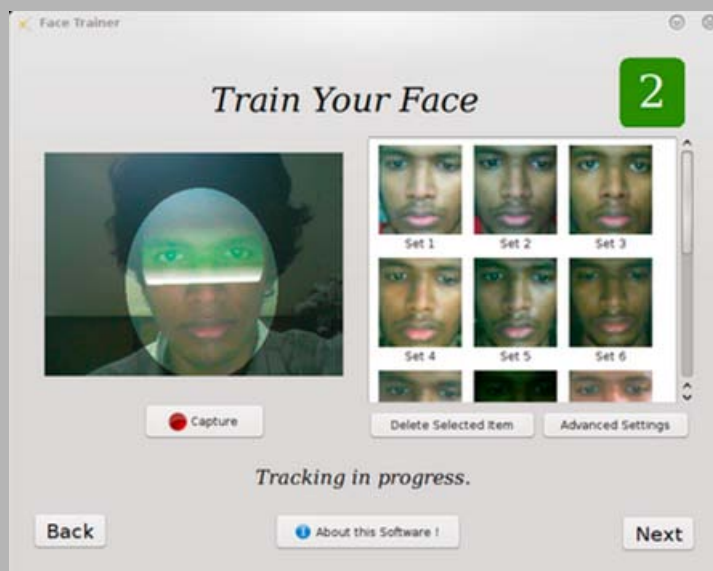 Face Trainer
Train Your Face
2
Set 1 Set 2 Set 3
Set 4 Set 5 Set 6
Capture
Delete Selected Item Advanced Settings
Tracking in progress.
Back
About this Software !
Next